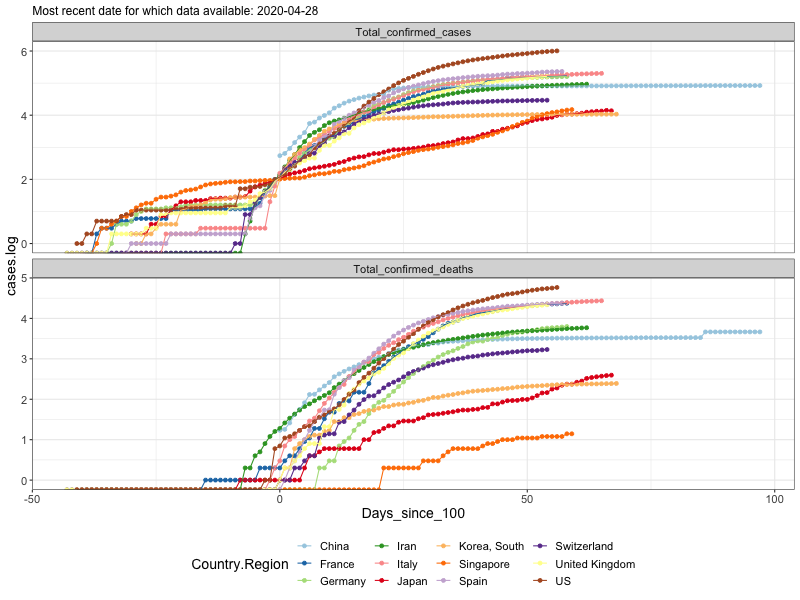 Most recent date for which data available: 2020-04-28
Total_confirmed_cases
6
4
2
0
Total_confirmed_deaths
5
4
3
2
1
0
cases.log
-50
0
50
100
Days_since_100
Country.Region
China
Iran
Korea, South
Switzerland
France
Italy
Singapore
United Kingdom
Germany
Japan
Spain
US